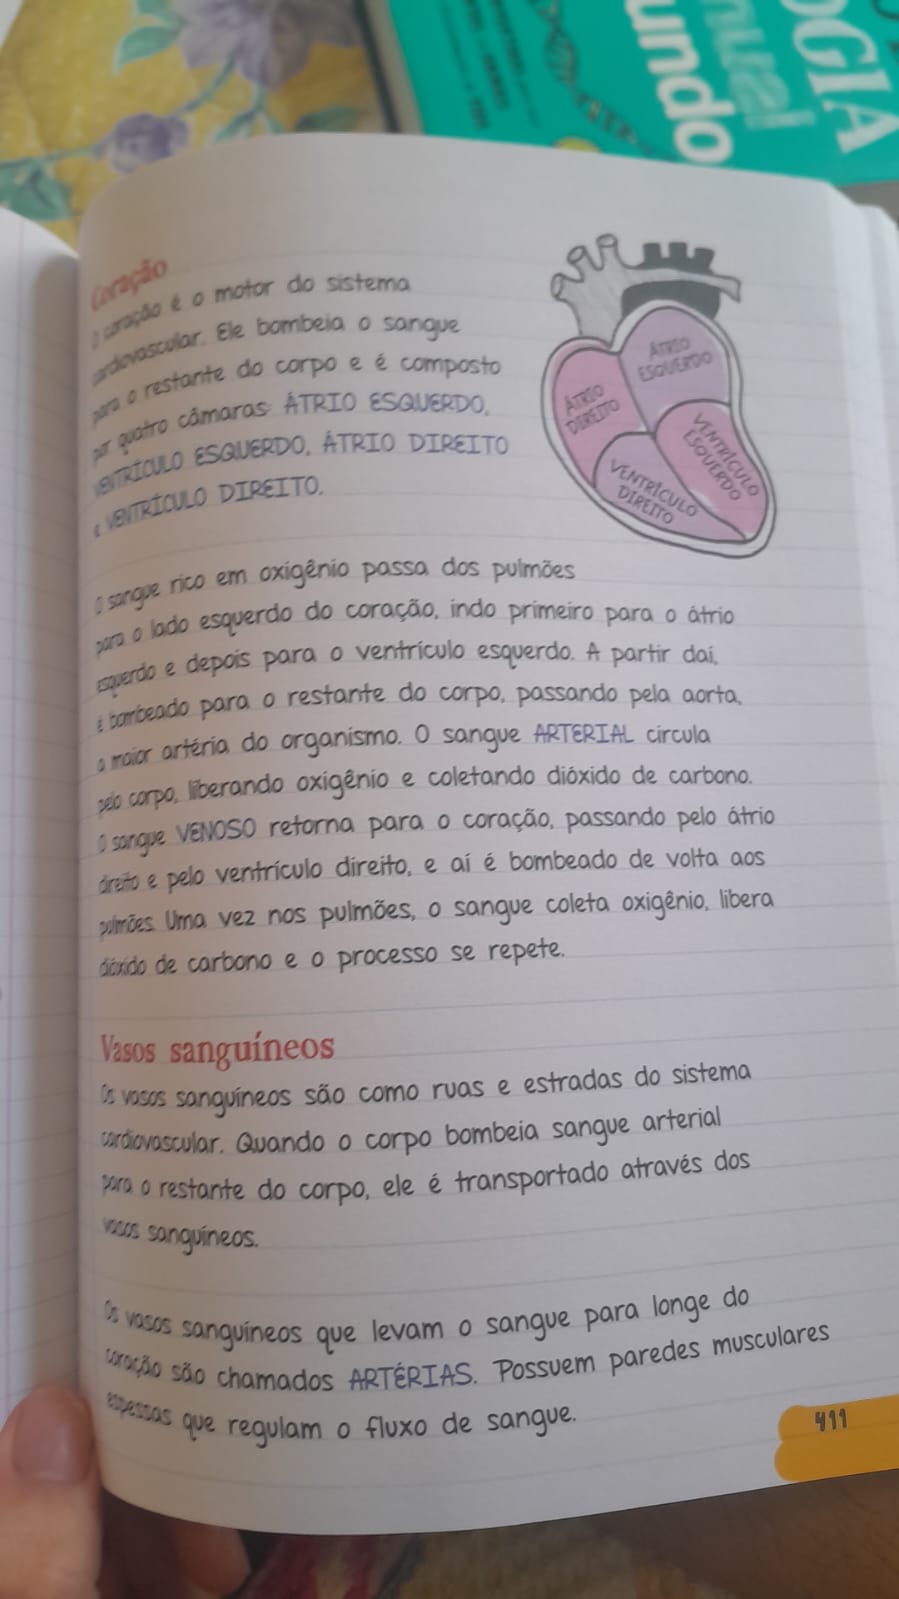 OGIA
mundo
Coração
O coração é o motor do sistema
cardiovascular. Ele bombeia o sangue
para o restante do corpo e é composto
por quatro câmaras: ÁTRIO ESQUERDO,
VENTRÍCULO ESQUERDO, ÁTRIO DIREITO
e VENTRÍCULO DIREITO.
ÁTRIO
ESQUERDO
ÁTRIO
DIREITO
VENTRÍCULO
ESQUERDO
VENTRÍCULO
DIREITO
O sangue rico em oxigênio passa dos pulmões
para o lado esquerdo do coração, indo primeiro para o átrio
esquerdo e depois para o ventrículo esquerdo. A partir daí,
é bombeado para o restante do corpo, passando pela aorta,
a maior artéria do organismo. O sangue ARTERIAL circula
pelo corpo, liberando oxigênio e coletando dióxido de carbono.
O sangue VENOSO retorna para o coração, passando pelo átrio
direito e pelo ventrículo direito, e aí é bombeado de volta aos
pulmões. Uma vez nos pulmões, o sangue coleta oxigênio, libera
dióxido de carbono e o processo se repete.
Vasos sanguíneos
Os vasos sanguíneos são como ruas e estradas do sistema
cardiovascular. Quando o corpo bombeia sangue arterial
para o restante do corpo, ele é transportado através dos
vasos sanguíneos.
Os vasos sanguíneos que levam o sangue para longe do
coração são chamados ARTÉRIAS. Possuem paredes musculares
espessas que regulam o fluxo de sangue.
411